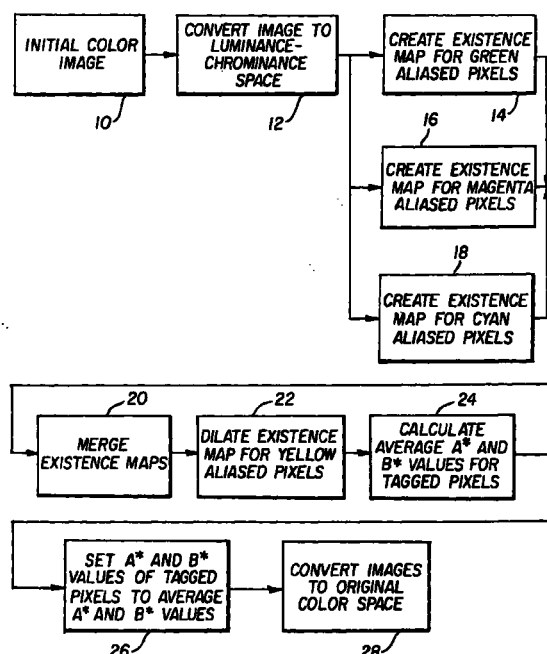 INITIAL COLOR
IMAGE
10
CONVERT IMAGE TO
LUMINANCE-
CHROMINANCE
SPACE
12
CREATE EXISTENCE
MAP FOR GREEN
ALIASED PIXELS
14
16
CREATE EXISTENCE
MAP FOR MAGENTA
ALIASED PIXELS
18
CREATE EXISTENCE
MAP FOR CYAN
ALIASED PIXELS
20
MERGE
EXISTENCE MAPS
22
DILATE EXISTENCE
MAP FOR YELLOW
ALIASED PIXELS
24
CALCULATE
AVERAGE A* AND
B* VALUES FOR
TAGGED PIXELS
SET A* AND B*
VALUES OF TAGGED
PIXELS TO AVERAGE
A* AND B* VALUES
26
CONVERT IMAGES
TO ORIGINAL
COLOR SPACE
28